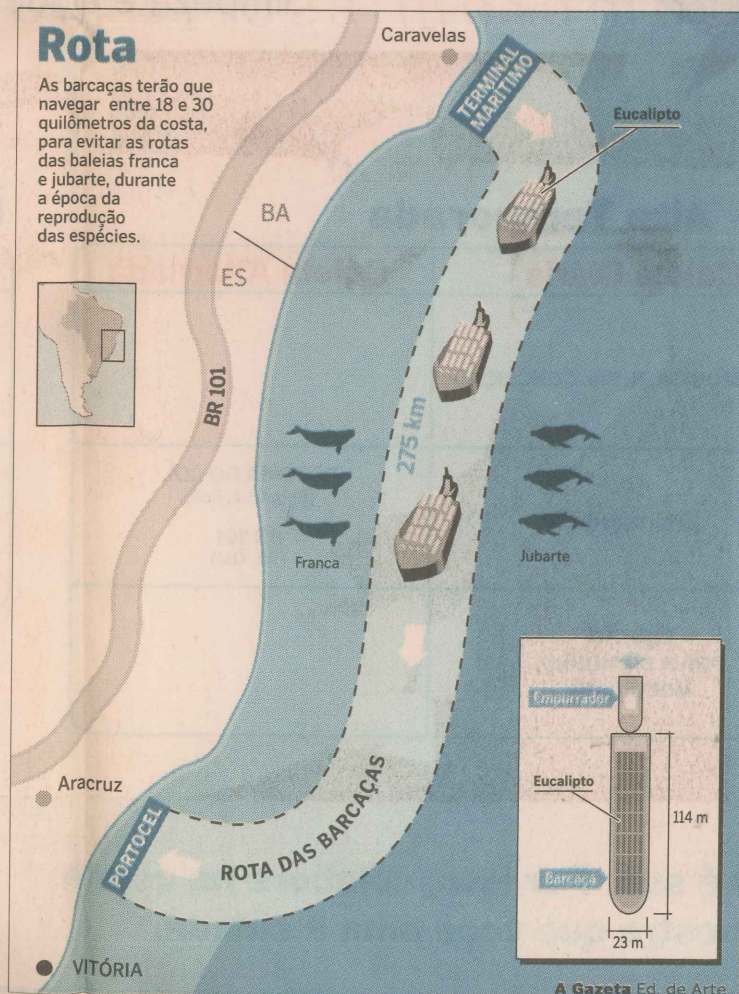 Rota
As barcaças terão que
navegar entre 18 e 30
quilômetros da costa,
para evitar as rotas
das baleias franca
e jubarte, durante
a época da
reprodução
das espécies.
Caravelas
TERMINAL
MARÍTIMO
Eucalipto
BA
ES
BR 101
275 km
Franca
Jubarte
Aracruz
PORTOCEL
ROTA DAS BARCAÇAS
VITÓRIA
Empurrador
Eucalipto
114 m
Barcaça
23 m
A Gazeta Ed. de Arte